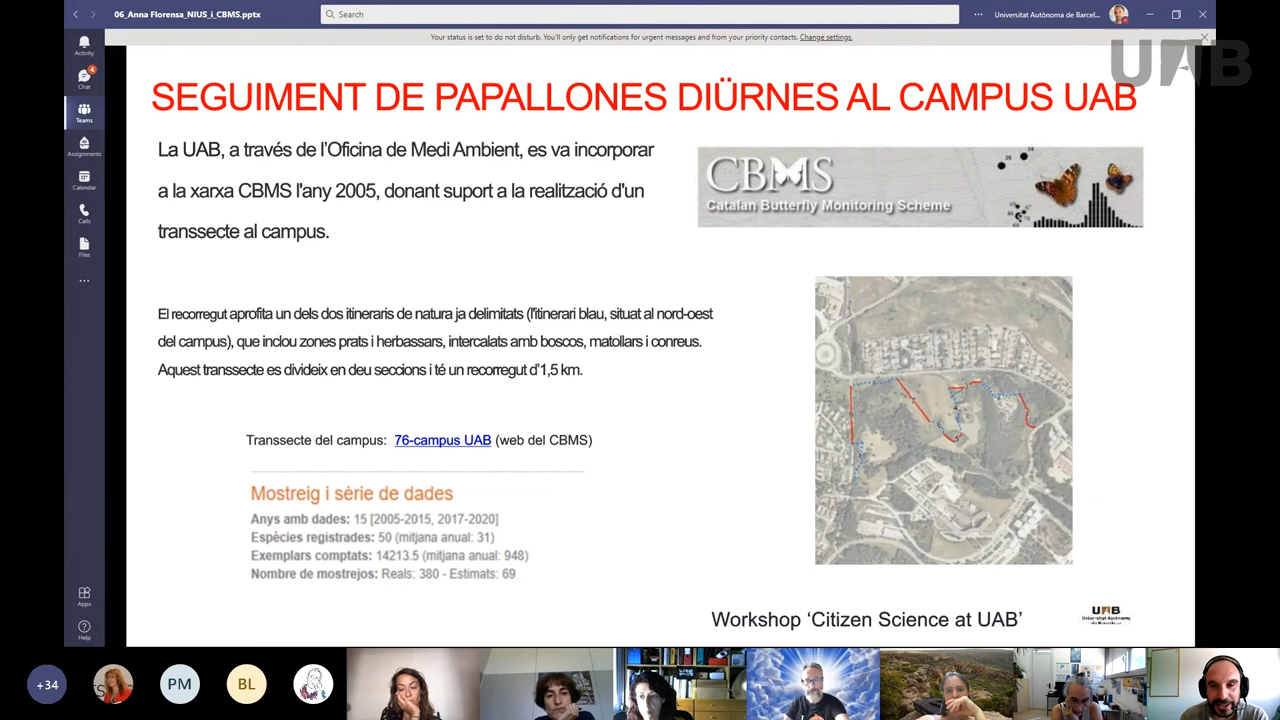 06_Anna Florensa_NIUS_i_CBMS.pptx
Search
Universitat Autònoma de Barcel...
Your status is set to do not disturb. You'll only get notifications for urgent messages and from your priority contacts. Change settings.
UAB
Activity
4
Chat
Teams
Assignments
Calendar
Calls
Files
Apps
Help
SEGUIMENT DE PAPALLONES DIÜRNES AL CAMPUS UAB
La UAB, a través de l'Oficina de Medi Ambient, es va incorporar
a la xarxa CBMS l'any 2005, donant suport a la realització d'un
transsecte al campus.
CBMS
Catalan Butterfly Monitoring Scheme
El recorregut aprofita un dels dos itineraris de natura ja delimitats (l'itinerari blau, situat al nord-oest
del campus), que inclou zones prats i herbassars, intercalats amb boscos, matollars i conreus.
Aquest transsecte es divideix en deu seccions i té un recorregut d'1,5 km.
Transsecte del campus: 76-campus UAB (web del CBMS)
Mostreig i sèrie de dades
Anys amb dades: 15 [2005-2015, 2017-2020]
Espècies registrades: 50 (mitjana anual: 31)
Exemplars comptats: 14213.5 (mitjana anual: 948)
Nombre de mostrejos: Reals: 380 - Estimats: 69
Workshop ‘Citizen Science at UAB’
UAB
Universitat Autònoma
de Barcelona
+34
PM
BL